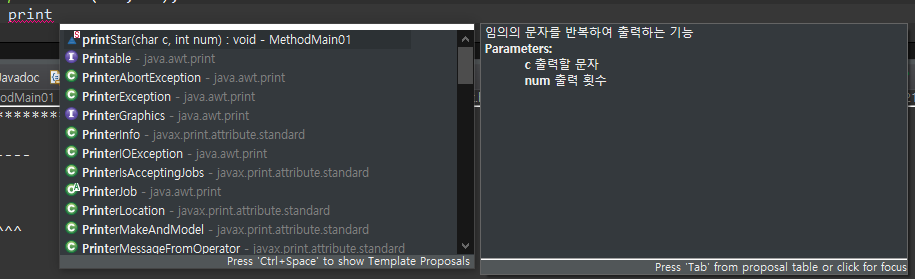 print
printStar(char c, int num) : void - MethodMain01
Printable - java.awt.print
PrinterAbortException - java.awt.print
PrinterException - java.awt.print
PrinterGraphics - java.awt.print
PrinterInfo - javax.print.attribute.standard
PrinterIOException - java.awt.print
PrinterIsAcceptingJobs - javax.print.attribute.standard
PrinterJob - java.awt.print
PrinterLocation - javax.print.attribute.standard
PrinterMakeAndModel - javax.print.attribute.standard
PrinterMessageFromOperator - javax.print.attribute.standard
Press 'Ctrl+Space' to show Template Proposals
임의의 문자를 반복하여 출력하는 기능
Parameters:
c 출력할 문자
num 출력 횟수
Press 'Tab' from proposal table or click for focus
Javadoc
hodMain01
********
----
^^^